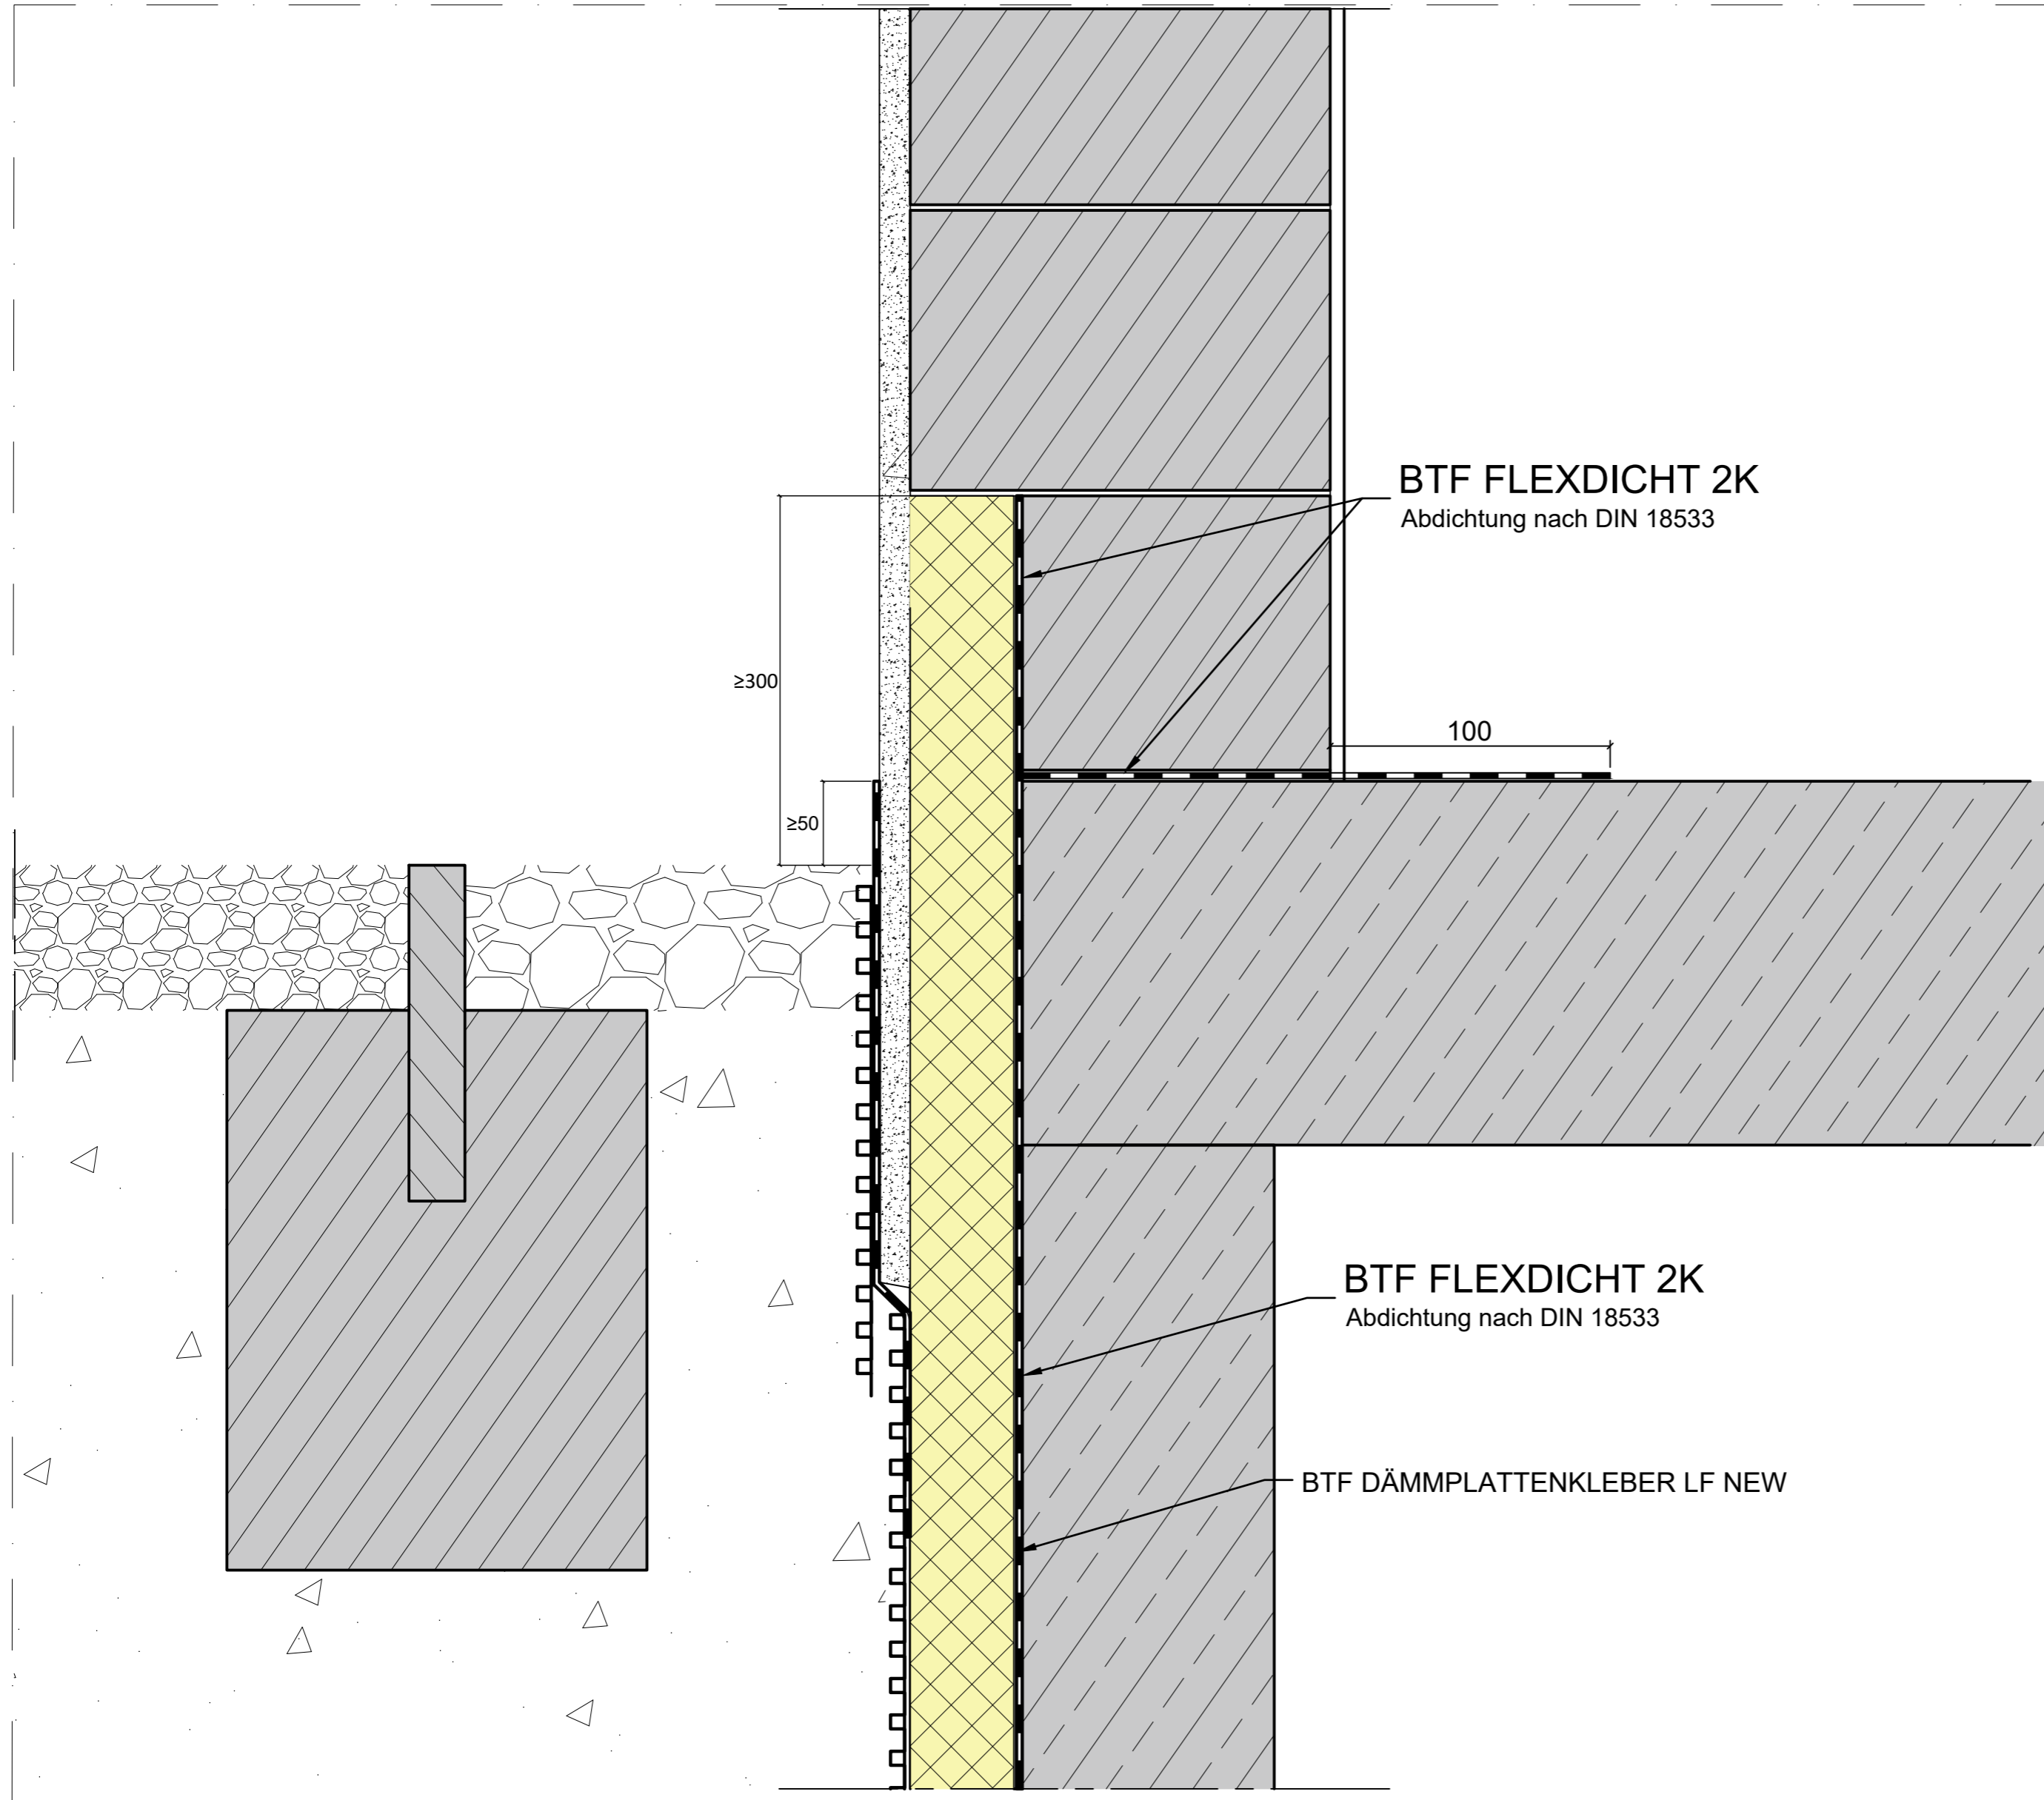 BTF FLEXDICHT 2K
Abdichtung nach DIN 18533
≥300
100
≥50
BTF FLEXDICHT 2K
Abdichtung nach DIN 18533
BTF DÄMMPLATTENKLEBER LF NEW